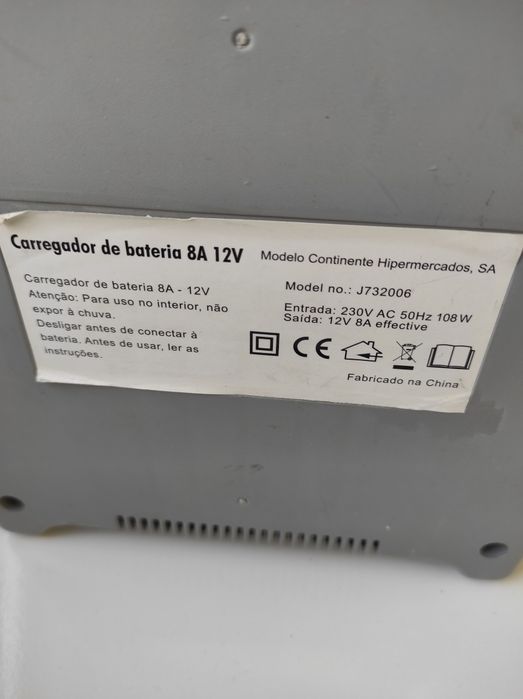 Carregador de bateria 8A 12V
Modelo Continente Hipermercados, SA
Carregador de bateria 8A - 12V
Atenção: Para uso no interior, não
expor à chuva.
Desligar antes de conectar à
bateria. Antes de usar, ler as
instruções.
Model no.: J732006
Entrada: 230V AC 50Hz 108W
Saída: 12V 8A effective
CE
Fabricado na China